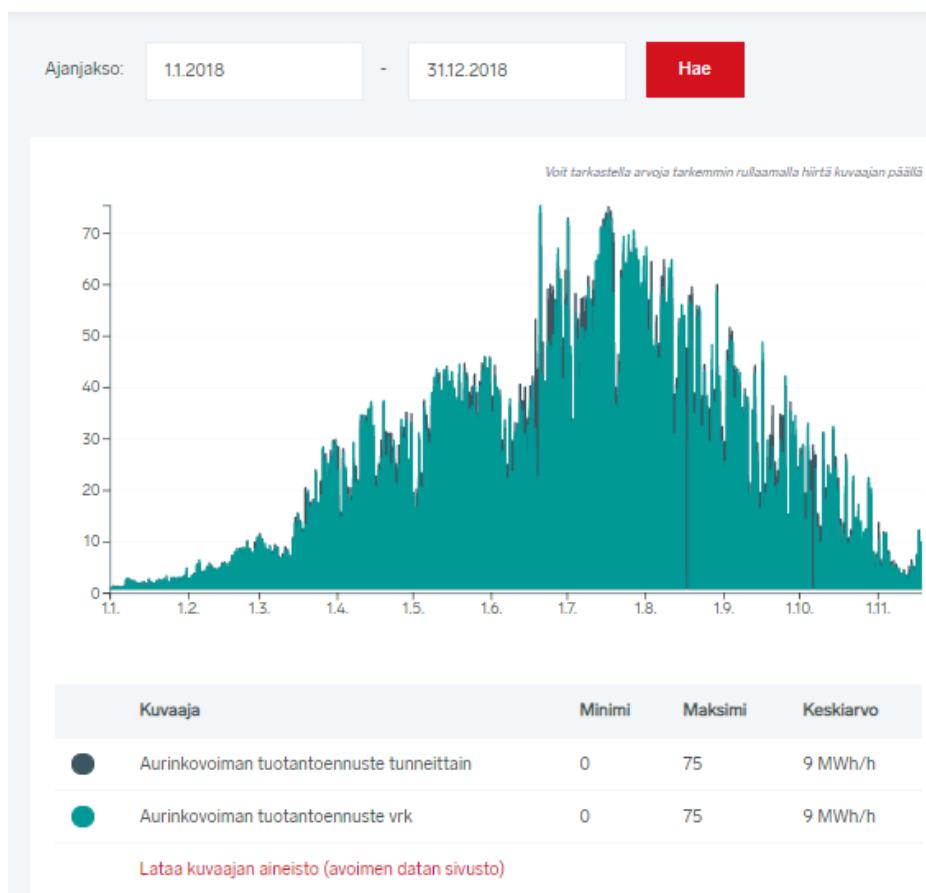 Ajanjakso: 1.1.2018 - 31.12.2018 Hae
Voit tarkastella arvoja tarkemmin rullaamalla hiirtä kuvaajan päällä
70
60
50
40
30
20
10
0
1.1. 1.2. 1.3. 1.4. 1.5. 1.6. 1.7. 1.8. 1.9. 1.10. 1.11.
Kuvaaja Minimi Maksimi Keskiarvo
Aurinkovoiman tuotantoennuste tunneittain 0 75 9 MWh/h
Aurinkovoiman tuotantoennuste vrk 0 75 9 MWh/h
Lataa kuvaajan aineisto (avoimen datan sivusto)